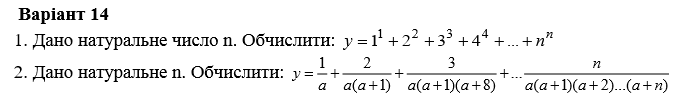 Варіант 14
1. Дано натуральне число n. Обчислити: y = 1^1 + 2^2 + 3^3 + 4^4 + ... + n^n
2. Дано натуральне n. Обчислити: y = 1/a + 2/(a(a+1)) + 3/(a(a+1)(a+8)) + ... n/(a(a+1)(a+2)...(a+n))